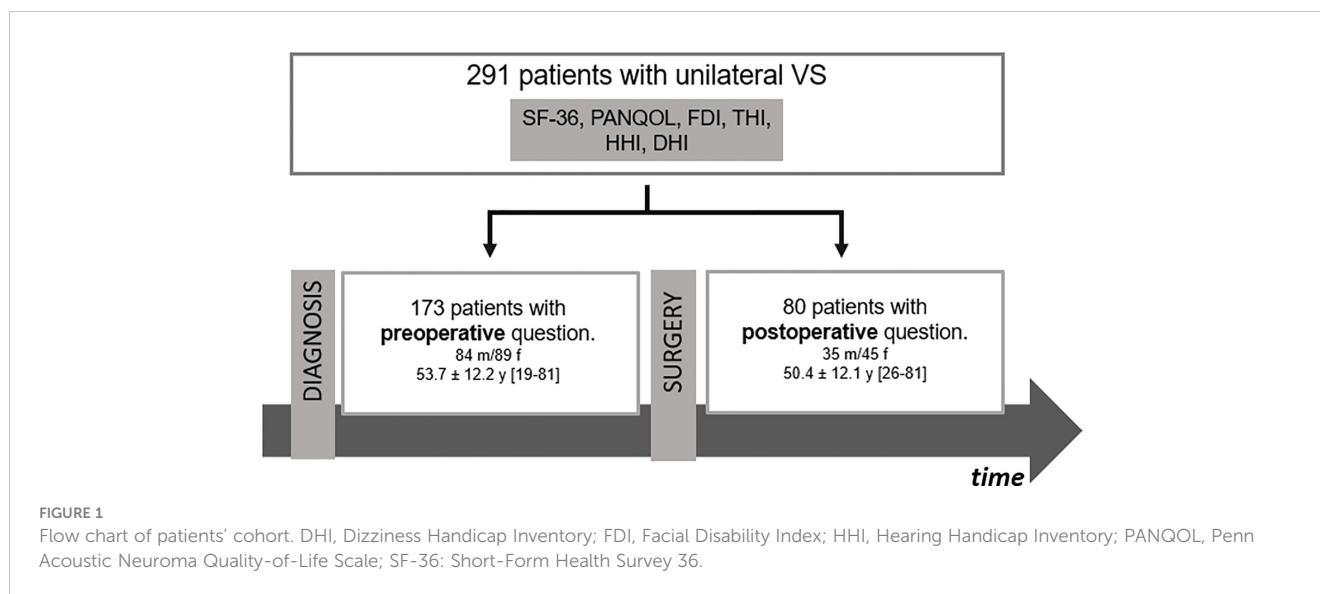 291 patients with unilateral VS
SF-36, PANQOL, FDI, THI,
HHI, DHI
DIAGNOSIS
173 patients with
preoperative question.
84 m/89 f
53.7 ± 12.2 y [19-81]
SURGERY
80 patients with
postoperative question.
35 m/45 f
50.4 ± 12.1 y [26-81]
time
FIGURE 1
Flow chart of patients’ cohort. DHI, Dizziness Handicap Inventory; FDI, Facial Disability Index; HHI, Hearing Handicap Inventory; PANQOL, Penn
Acoustic Neuroma Quality-of-Life Scale; SF-36: Short-Form Health Survey 36.